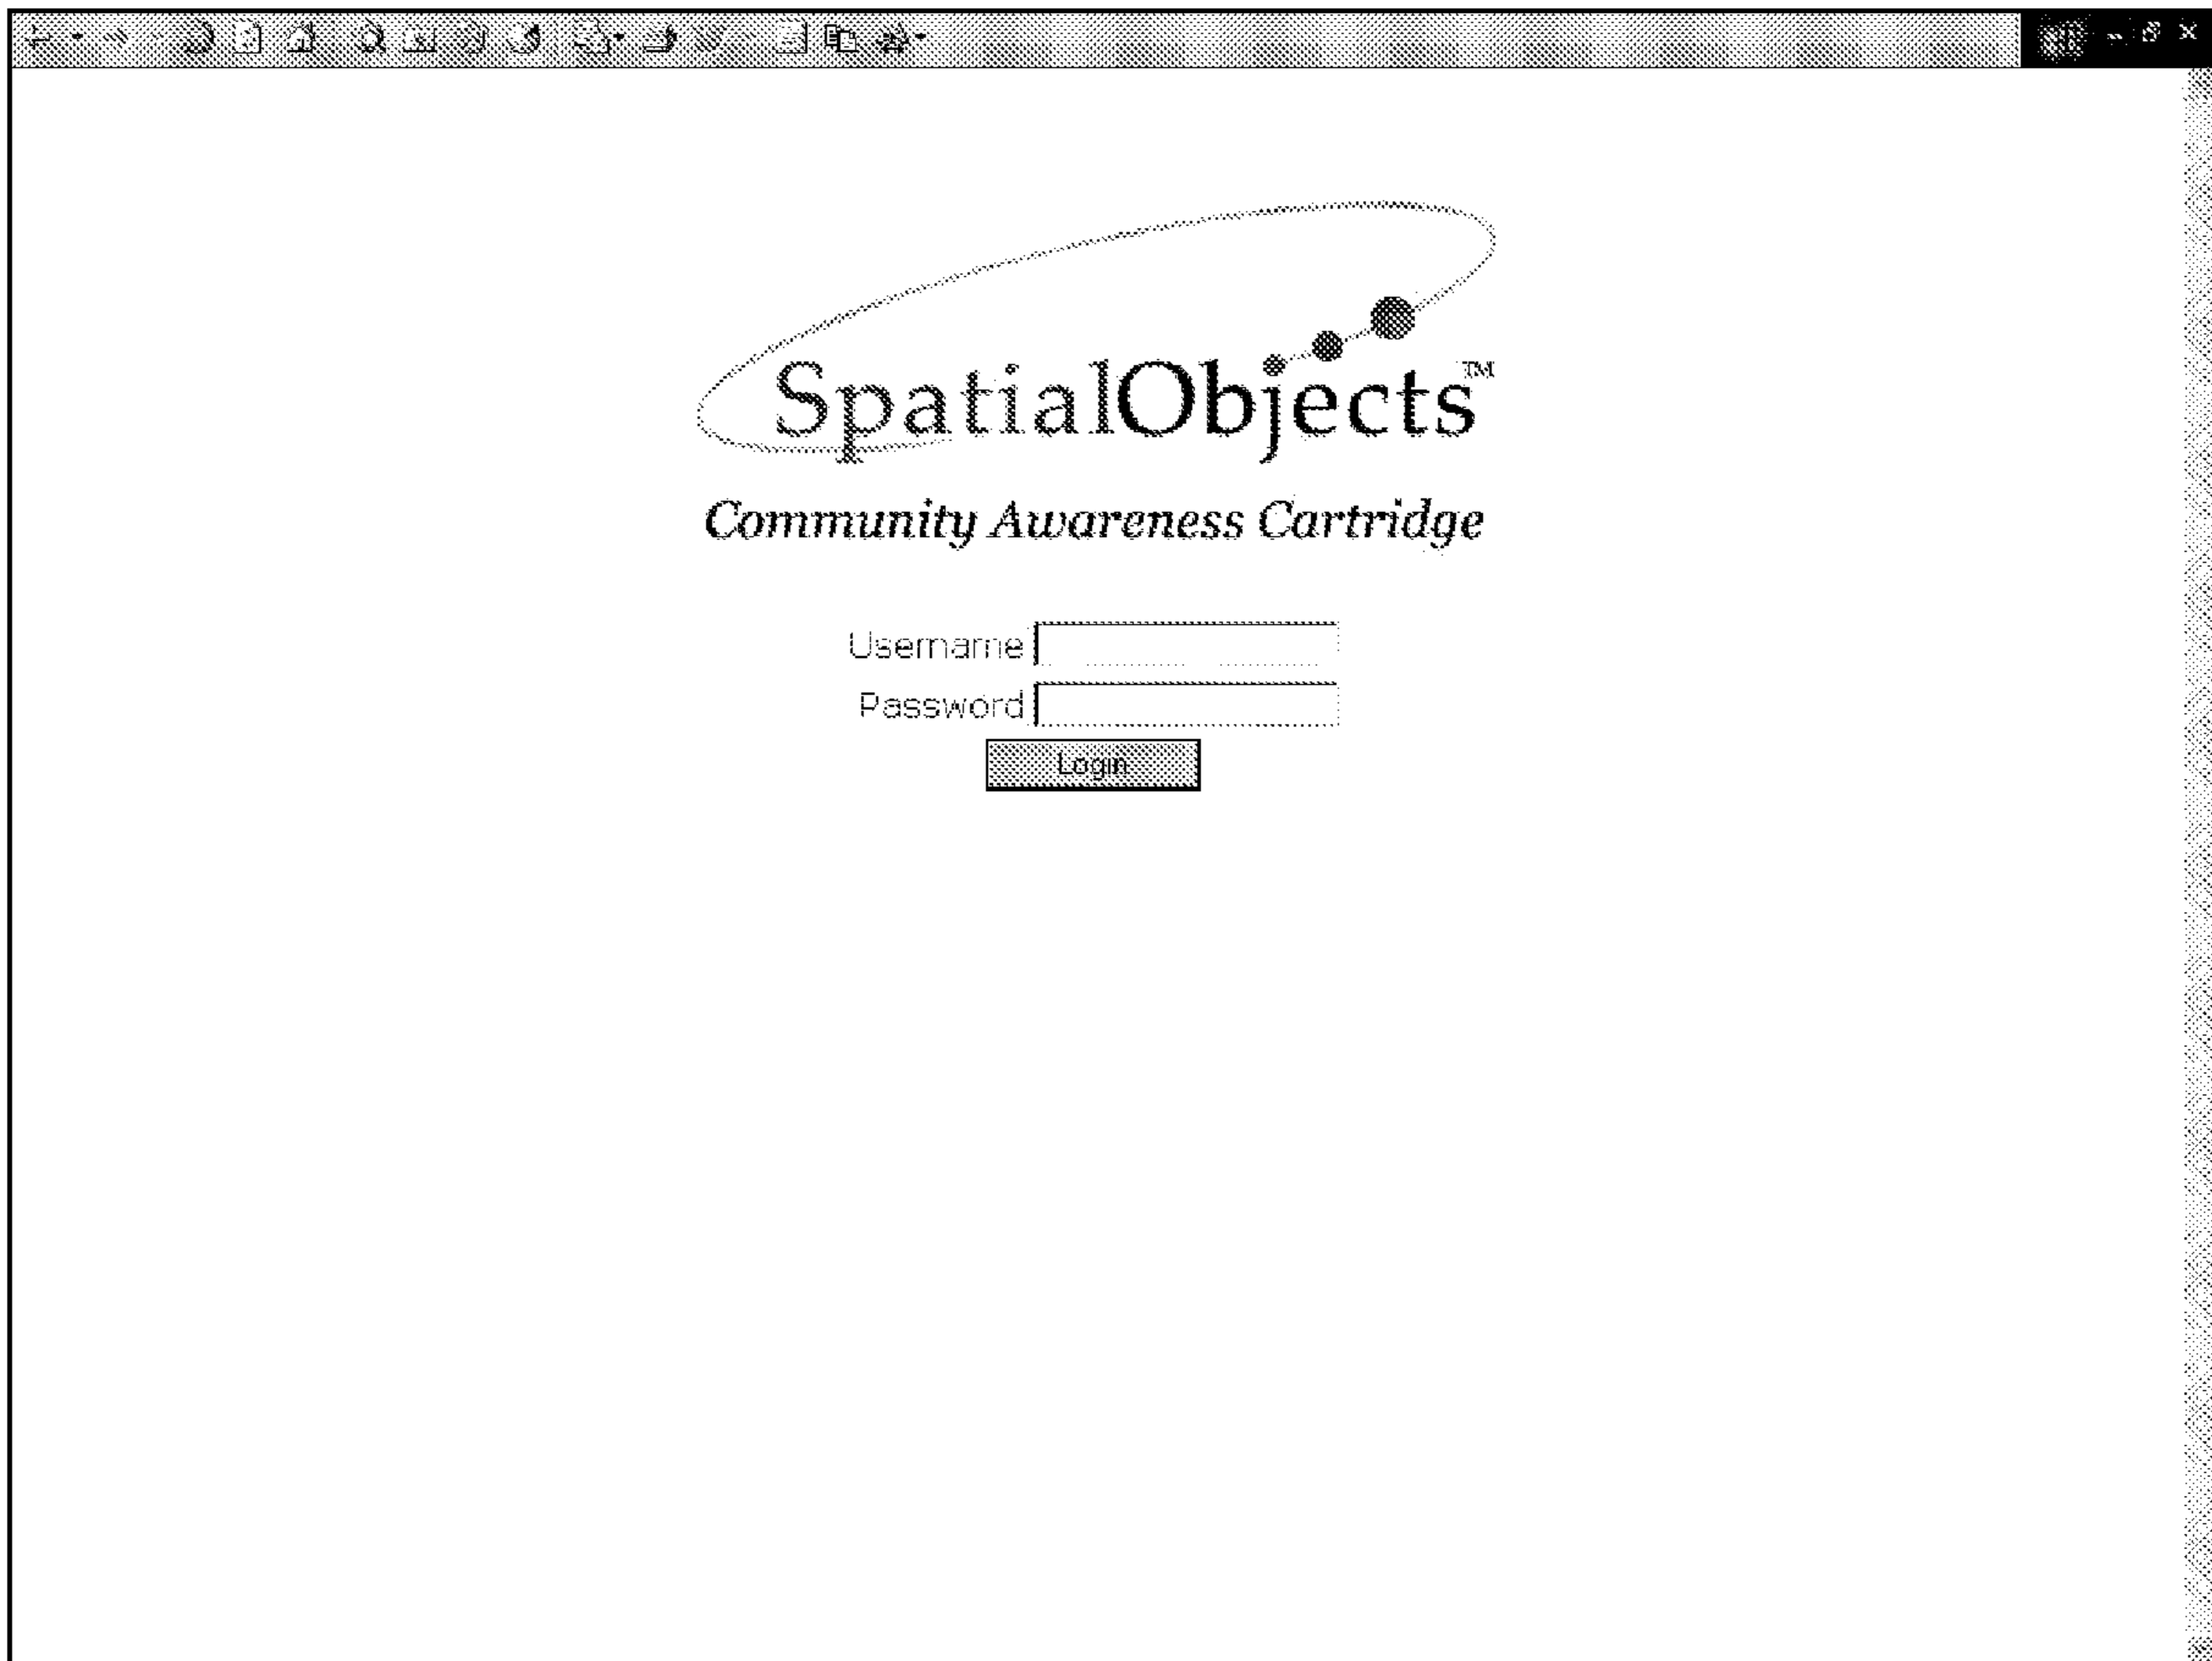 SpatialObjects™
Community Awareness Cartridge
Username
Password
Login